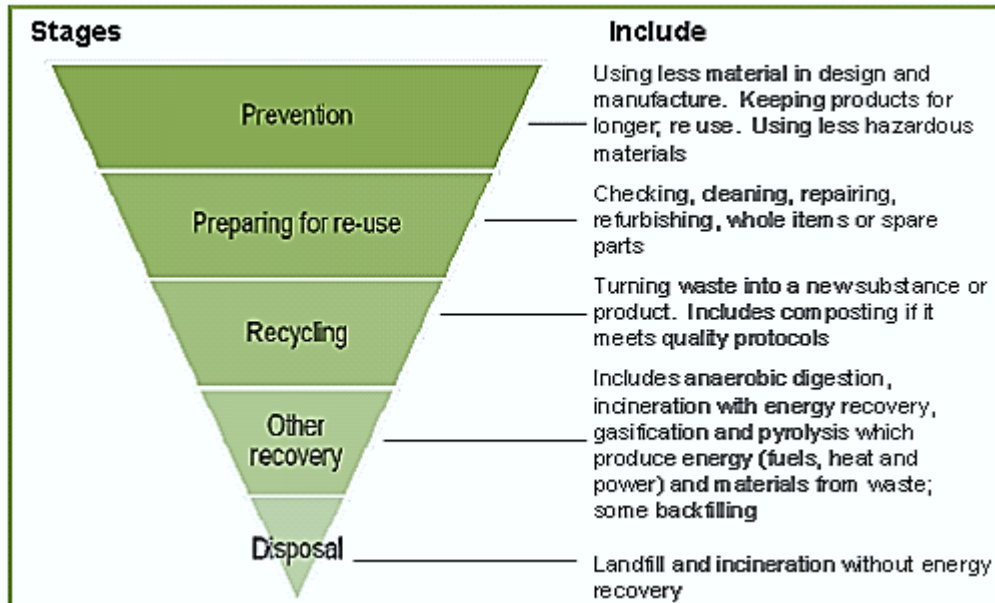 Stages
Include
Prevention
Using less material in design and
manufacture. Keeping products for
longer; re use. Using less hazardous
materials
Preparing for re-use
Checking, cleaning, repairing,
refurbishing, whole items or spare
parts
Recycling
Turning waste into a new substance or
product. Includes composting if it
meets quality protocols
Other
recovery
Includes anaerobic digestion,
incineration with energy recovery,
gasification and pyrolysis which
produce energy (fuels, heat and
power) and materials from waste;
some backfilling
Disposal
Landfill and incineration without energy
recovery